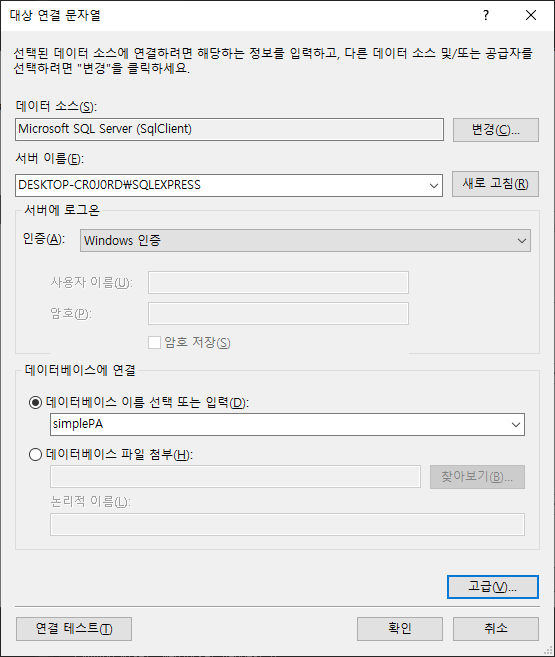 대상 연결 문자열
선택된 데이터 소스에 연결하려면 해당하는 정보를 입력하고, 다른 데이터 소스 및/또는 공급자를
선택하려면 "변경"을 클릭하세요.
데이터 소스(S):
Microsoft SQL Server (SqlClient)
변경(C)...
서버 이름(E):
DESKTOP-CR0J0RD₩SQLEXPRESS
새로 고침(R)
서버에 로그온
인증(A):
Windows 인증
사용자 이름(U):
암호(P):
암호 저장(S)
데이터베이스에 연결
데이터베이스 이름 선택 또는 입력(D):
simplePA
데이터베이스 파일 첨부(H):
찾아보기(B)...
논리적 이름(L):
고급(V)...
연결 테스트(T)
확인
취소